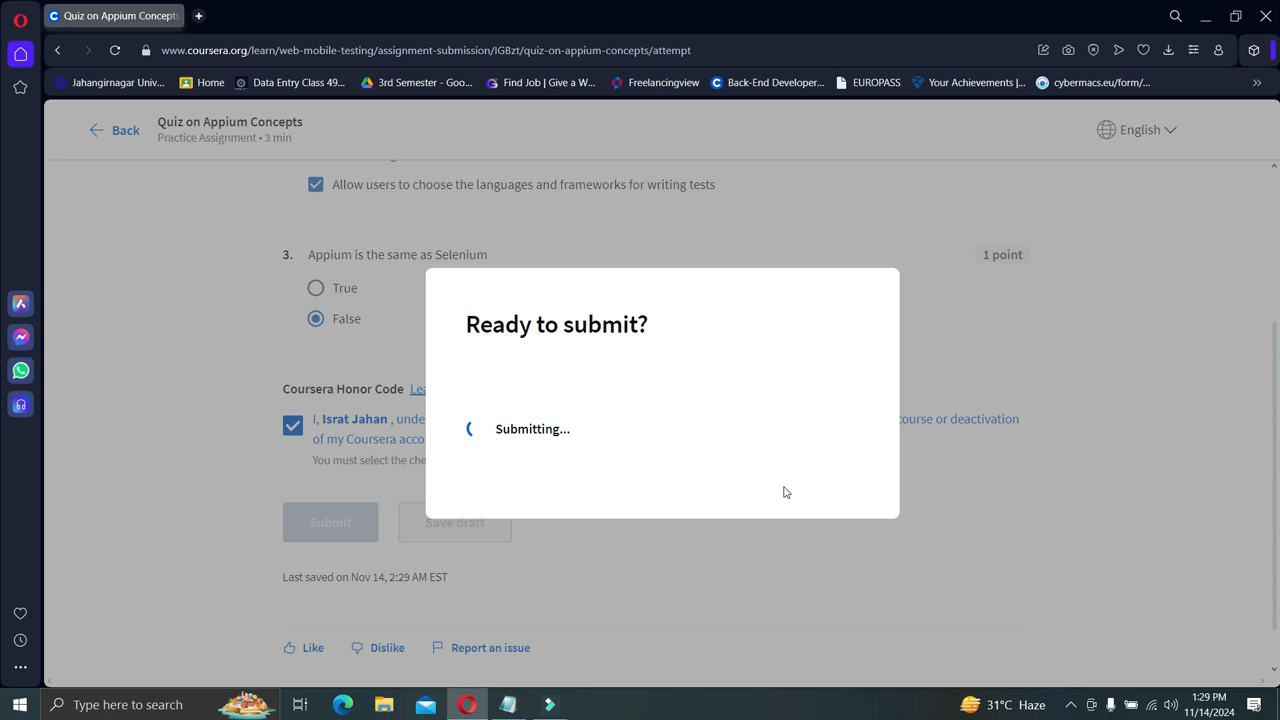 Quiz on Appium Concepts
www.coursera.org/learn/web-mobile-testing/assignment-submission/IGBzt/quiz-on-appium-concepts/attempt
Jahangirnagar Univ...
Home
Data Entry Class 49...
3rd Semester - Goo...
Find Job | Give a W...
Freelancingview
Back-End Developer...
EUROPASS
Your Achievements |...
cybermacs.eu/form/...
Back
Quiz on Appium Concepts
Practice Assignment • 3 min
English
Allow users to choose the languages and frameworks for writing tests
3. Appium is the same as Selenium
1 point
True
False
Ready to submit?
Submitting...
Coursera Honor Code Lea
I, Israt Jahan , unde
course or deactivation
of my Coursera acco
You must select the che
Submit
Save draft
Last saved on Nov 14, 2:29 AM EST
Like
Dislike
Report an issue
Type here to search
31°C Haze
1:29 PM
11/14/2024